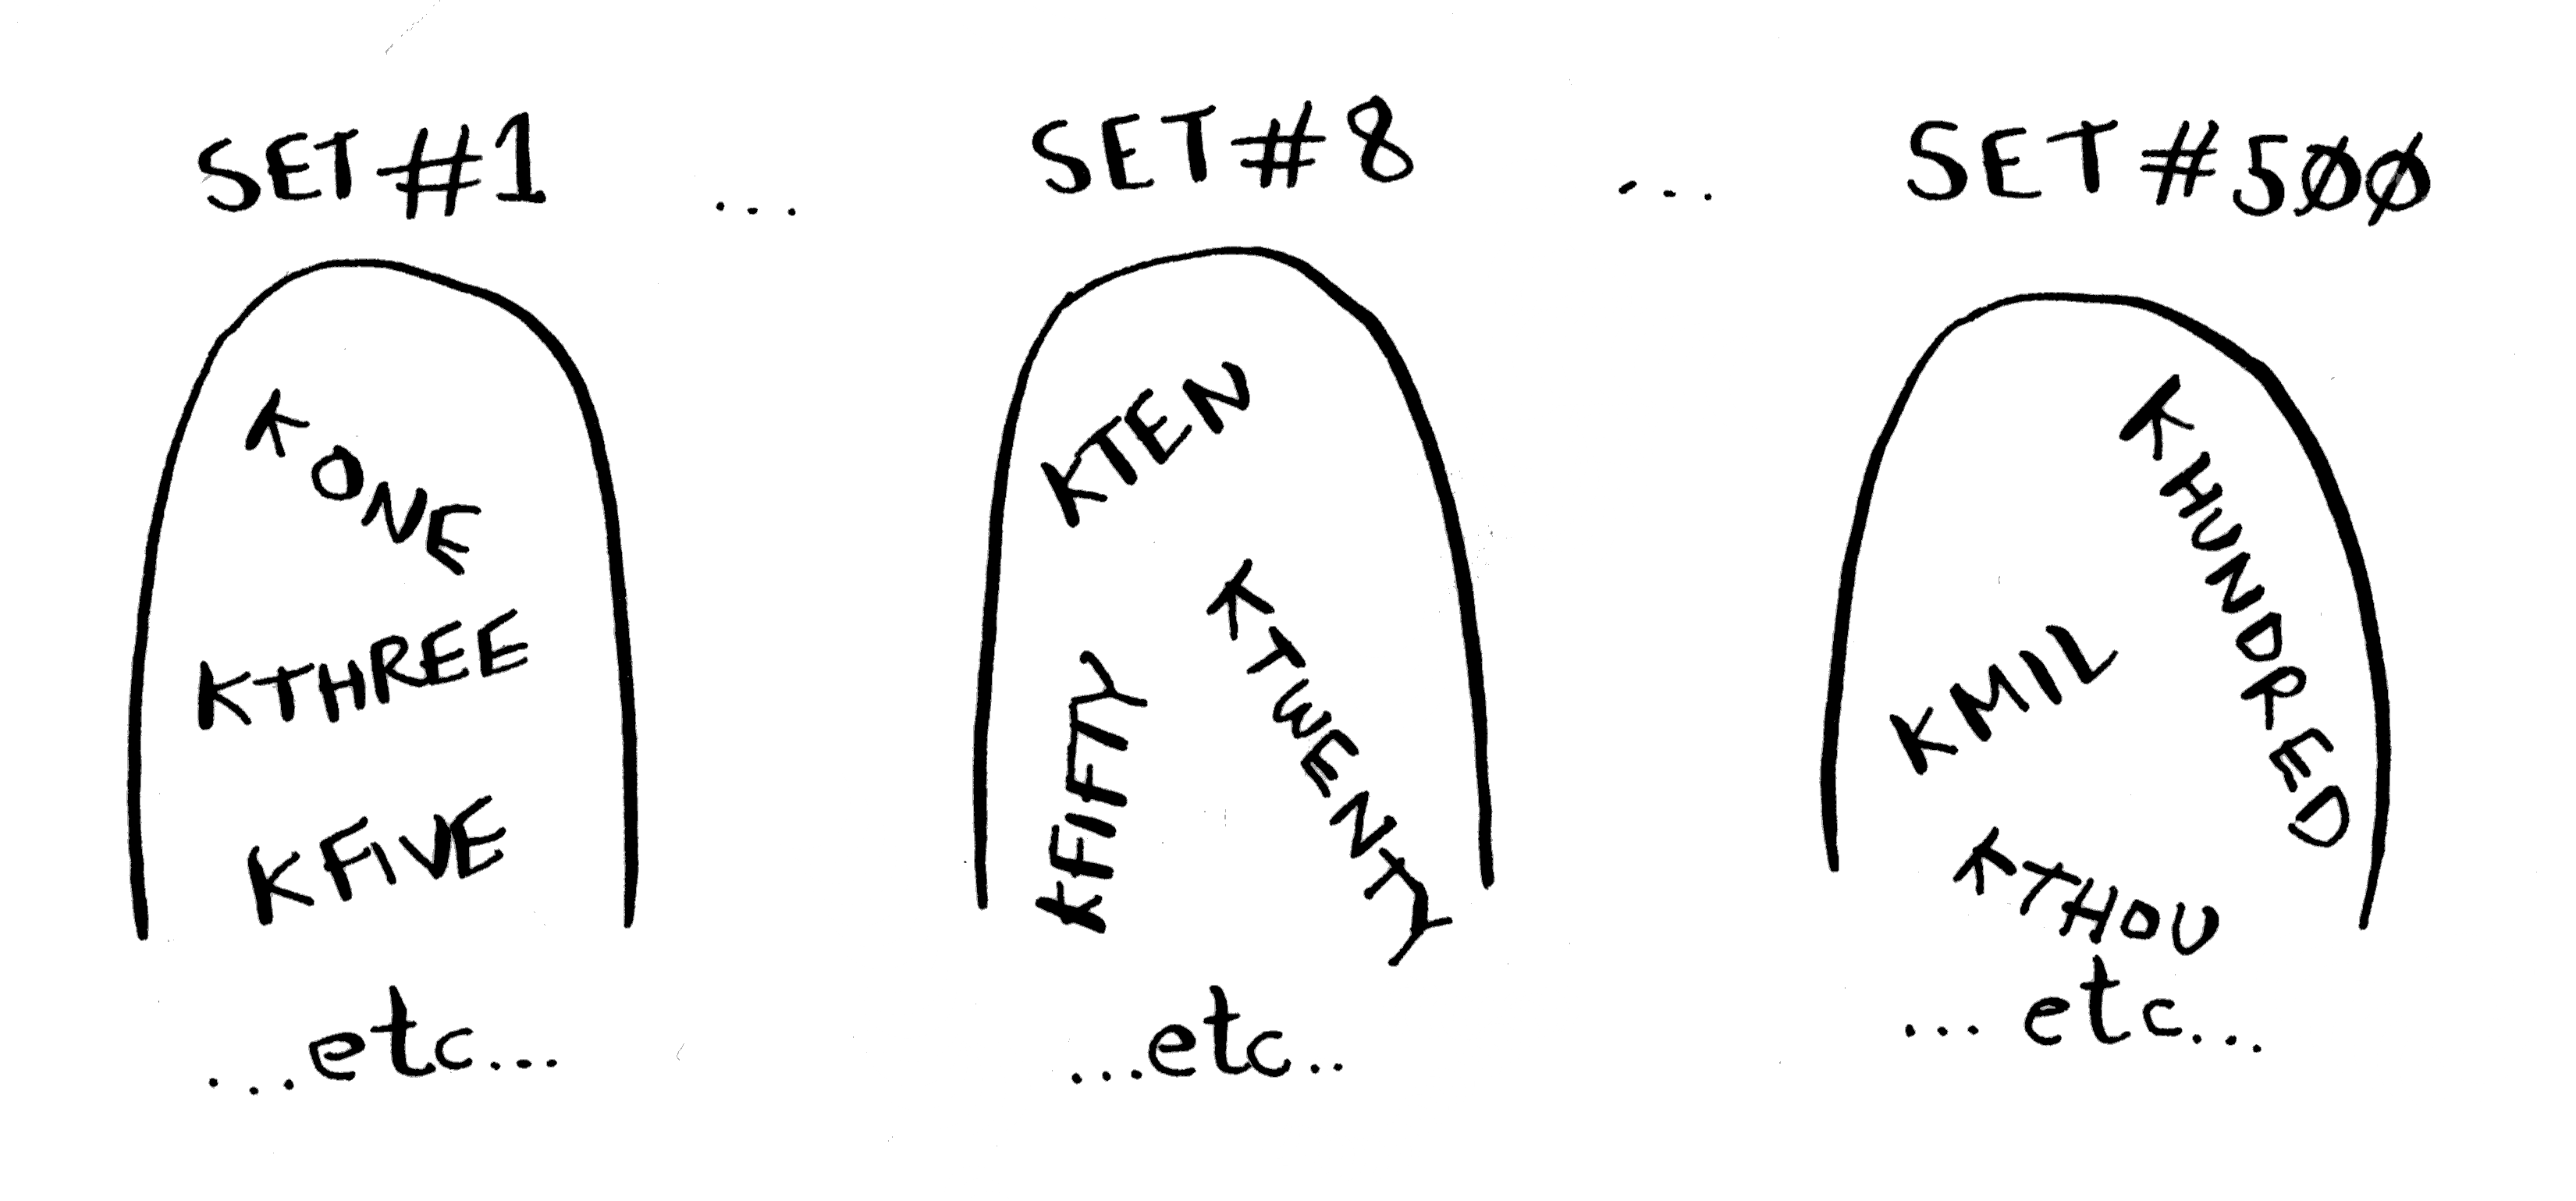 SET #1 ... SET #8 ... SET #500
KONE
KTHREE
KFIVE
...etc...
KTEN
KTWENTY
KFIFTY
...etc..
KHUNDRED
KMIL
KTHOU
...etc...